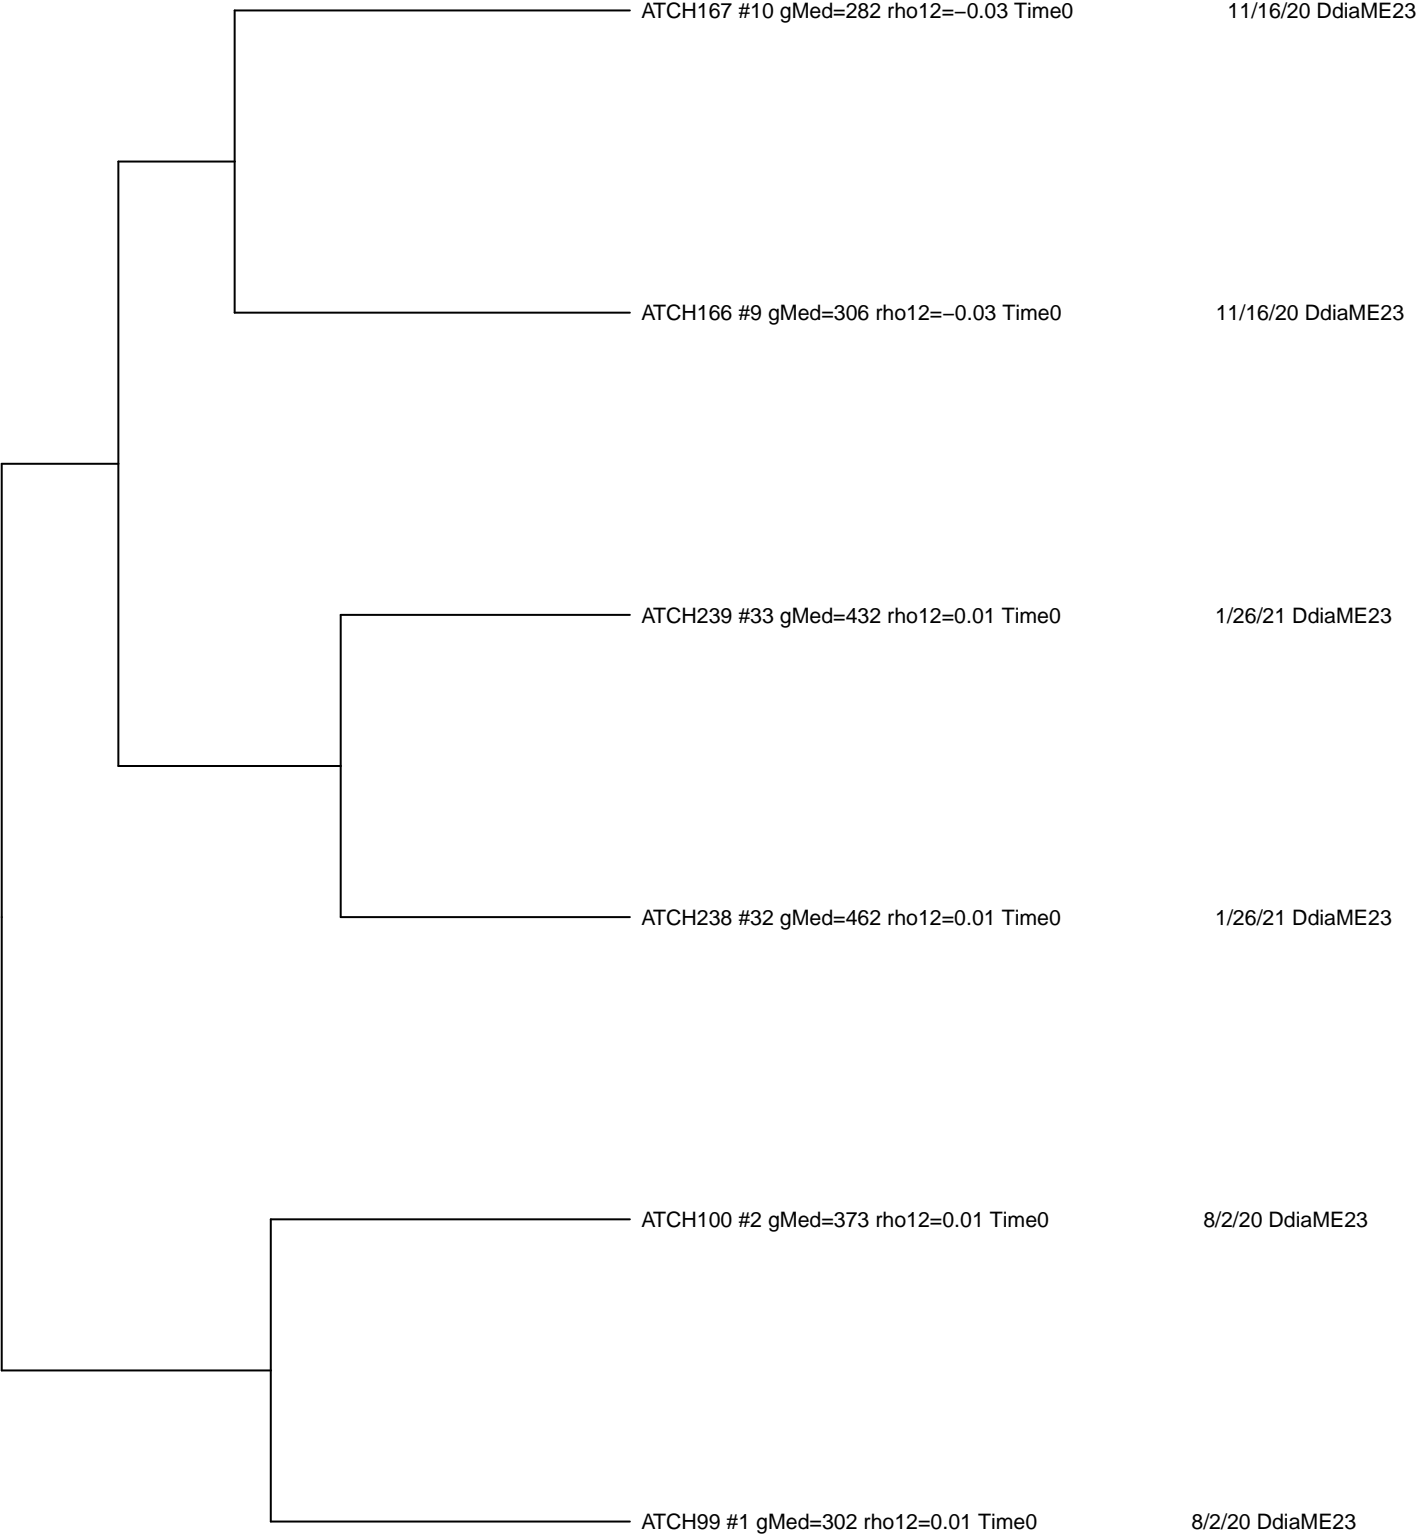 ATCH167 #10 gMed=282 rho12=−0.03 Time0 11/16/20 DdiaME23
ATCH166 #9 gMed=306 rho12=−0.03 Time0 11/16/20 DdiaME23
ATCH239 #33 gMed=432 rho12=0.01 Time0 1/26/21 DdiaME23
ATCH238 #32 gMed=462 rho12=0.01 Time0 1/26/21 DdiaME23
ATCH100 #2 gMed=373 rho12=0.01 Time0 8/2/20 DdiaME23
ATCH99 #1 gMed=302 rho12=0.01 Time0 8/2/20 DdiaME23